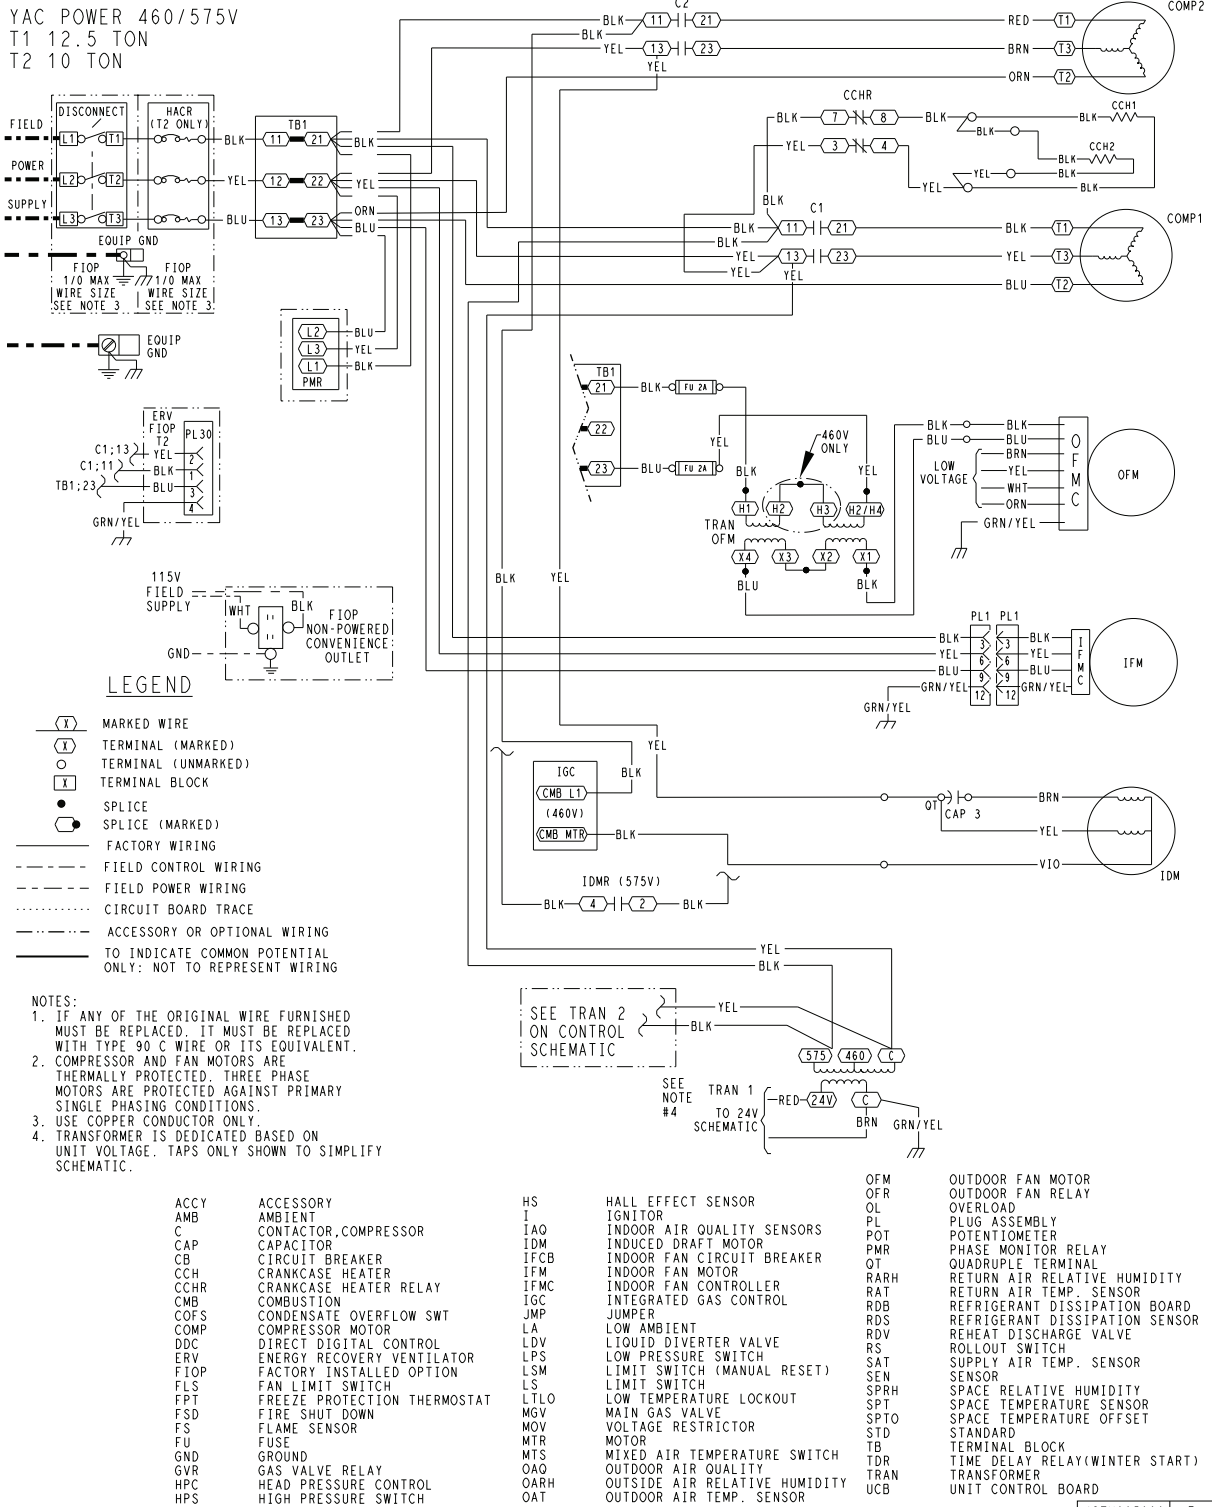 YAC POWER 460/575V
T1 12.5 TON
T2 10 TON
FIELD
POWER
SUPPLY
DISCONNECT
HACR
(T2 ONLY)
L1 T1
L2 T2
L3 T3
EQUIP GND
FIOP
1/0 MAX
WIRE SIZE
SEE NOTE 3
FIOP
1/0 MAX
WIRE SIZE
SEE NOTE 3
EQUIP
GND
BLK
YEL
BLU
TB1
11 21
12 22
13 23
BLK
YEL
ORN
BLU
L2 BLU
L3 YEL
L1 BLK
PMR
C2
BLK 11 21 RED T1
BLK
YEL 13 23 BRN T3
YEL
ORN T2
COMP2
CCHR
BLK 7 8 BLK
BLK
YEL 3 4
YEL
CCH1
BLK
CCH2
BLK
YEL BLK
BLK
BLK
C1
BLK 11 21 BLK T1
BLK
YEL 13 23 YEL T3
YEL
YEL
BLU T2
COMP1
ERV
FIOP
T2
PL30
C1;13 YEL 2
C1;11 BLK 1
TB1;23 BLU 3
4
GRN/YEL
TB1
21 BLK FU 2A
22
23 BLU FU 2A
YEL
BLK
460V
ONLY
YEL
H1 H2 H3 H2/H4
TRAN
OFM
X4 X3 X2 X1
BLU
BLK
BLK BLK
BLU BLU
LOW
VOLTAGE
BRN
YEL
WHT
ORN
GRN/YEL
O
F
M
C
OFM
115V
FIELD
SUPPLY
GND
WHT
BLK
FIOP
NON-POWERED
CONVENIENCE
OUTLET
BLK
YEL
PL1 PL1
BLK 3 3 BLK
YEL 6 6 YEL
BLU 9 9 BLU
GRN/YEL 12 12 GRN/YEL
GRN/YEL
I
F
M
C
IFM
LEGEND
X MARKED WIRE
X TERMINAL (MARKED)
TERMINAL (UNMARKED)
X TERMINAL BLOCK
SPLICE
SPLICE (MARKED)
FACTORY WIRING
FIELD CONTROL WIRING
FIELD POWER WIRING
CIRCUIT BOARD TRACE
ACCESSORY OR OPTIONAL WIRING
TO INDICATE COMMON POTENTIAL
ONLY: NOT TO REPRESENT WIRING
YEL
IGC
CMB L1
(460V)
CMB MTR
BLK
BLK
IDMR (575V)
BLK 4 2 BLK
QT
CAP 3
BRN
YEL
VIO
IDM
YEL
BLK
SEE TRAN 2
ON CONTROL
SCHEMATIC
YEL
BLK
575 460 C
SEE
NOTE
#4
TRAN 1
TO 24V
SCHEMATIC
RED 24V C
BRN
GRN/YEL
NOTES:
1. IF ANY OF THE ORIGINAL WIRE FURNISHED
MUST BE REPLACED. IT MUST BE REPLACED
WITH TYPE 90 C WIRE OR ITS EQUIVALENT.
2. COMPRESSOR AND FAN MOTORS ARE
THERMALLY PROTECTED. THREE PHASE
MOTORS ARE PROTECTED AGAINST PRIMARY
SINGLE PHASING CONDITIONS.
3. USE COPPER CONDUCTOR ONLY.
4. TRANSFORMER IS DEDICATED BASED ON
UNIT VOLTAGE. TAPS ONLY SHOWN TO SIMPLIFY
SCHEMATIC.
ACCY ACCESSORY
AMB AMBIENT
C CONTACTOR,COMPRESSOR
CAP CAPACITOR
CB CIRCUIT BREAKER
CCH CRANKCASE HEATER
CCHR CRANKCASE HEATER RELAY
CMB COMBUSTION
COFS CONDENSATE OVERFLOW SWT
COMP COMPRESSOR MOTOR
DDC DIRECT DIGITAL CONTROL
ERV ENERGY RECOVERY VENTILATOR
FIOP FACTORY INSTALLED OPTION
FLS FAN LIMIT SWITCH
FPT FREEZE PROTECTION THERMOSTAT
FSD FIRE SHUT DOWN
FS FLAME SENSOR
FU FUSE
GND GROUND
GVR GAS VALVE RELAY
HPC HEAD PRESSURE CONTROL
HPS HIGH PRESSURE SWITCH
HS HALL EFFECT SENSOR
I IGNITOR
IAQ INDOOR AIR QUALITY SENSORS
IDM INDUCED DRAFT MOTOR
IFCB INDOOR FAN CIRCUIT BREAKER
IFM INDOOR FAN MOTOR
IFMC INDOOR FAN CONTROLLER
IGC INTEGRATED GAS CONTROL
JMP JUMPER
LA LOW AMBIENT
LDV LIQUID DIVERTER VALVE
LPS LOW PRESSURE SWITCH
LSM LIMIT SWITCH (MANUAL RESET)
LS LIMIT SWITCH
LTLO LOW TEMPERATURE LOCKOUT
MGV MAIN GAS VALVE
MOV VOLTAGE RESTRICTOR
MTR MOTOR
MTS MIXED AIR TEMPERATURE SWITCH
OAQ OUTDOOR AIR QUALITY
OARH OUTSIDE AIR RELATIVE HUMIDITY
OAT OUTDOOR AIR TEMP. SENSOR
OFM OUTDOOR FAN MOTOR
OFR OUTDOOR FAN RELAY
OL OVERLOAD
PL PLUG ASSEMBLY
POT POTENTIOMETER
PMR PHASE MONITOR RELAY
QT QUADRUPLE TERMINAL
RARH RETURN AIR RELATIVE HUMIDITY
RAT RETURN AIR TEMP. SENSOR
RDB REFRIGERANT DISSIPATION BOARD
RDS REFRIGERANT DISSIPATION SENSOR
RDV REHEAT DISCHARGE VALVE
RS ROLLOUT SWITCH
SAT SUPPLY AIR TEMP. SENSOR
SEN SENSOR
SPRH SPACE RELATIVE HUMIDITY
SPT SPACE TEMPERATURE SENSOR
SPTO SPACE TEMPERATURE OFFSET
STD STANDARD
TB TERMINAL BLOCK
TDR TIME DELAY RELAY(WINTER START)
TRAN TRANSFORMER
UCB UNIT CONTROL BOARD